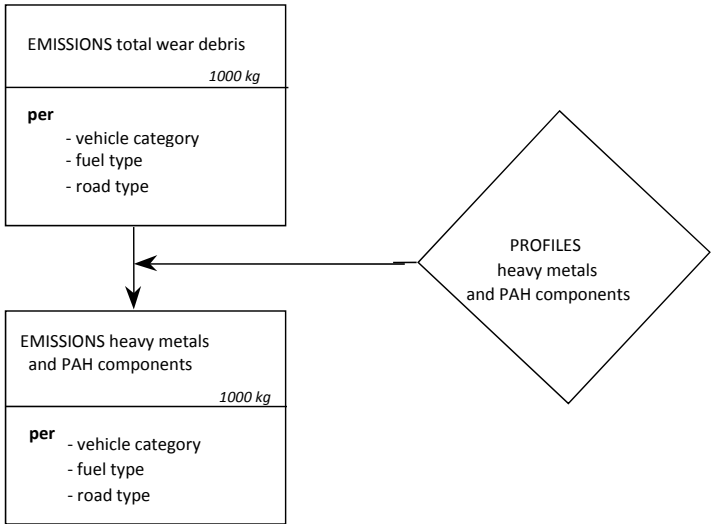 EMISSIONS total wear debris
1000 kg
per
- vehicle category
- fuel type
- road type
PROFILES
heavy metals
and PAH components
EMISSIONS heavy metals
and PAH components
1000 kg
per
- vehicle category
- fuel type
- road type